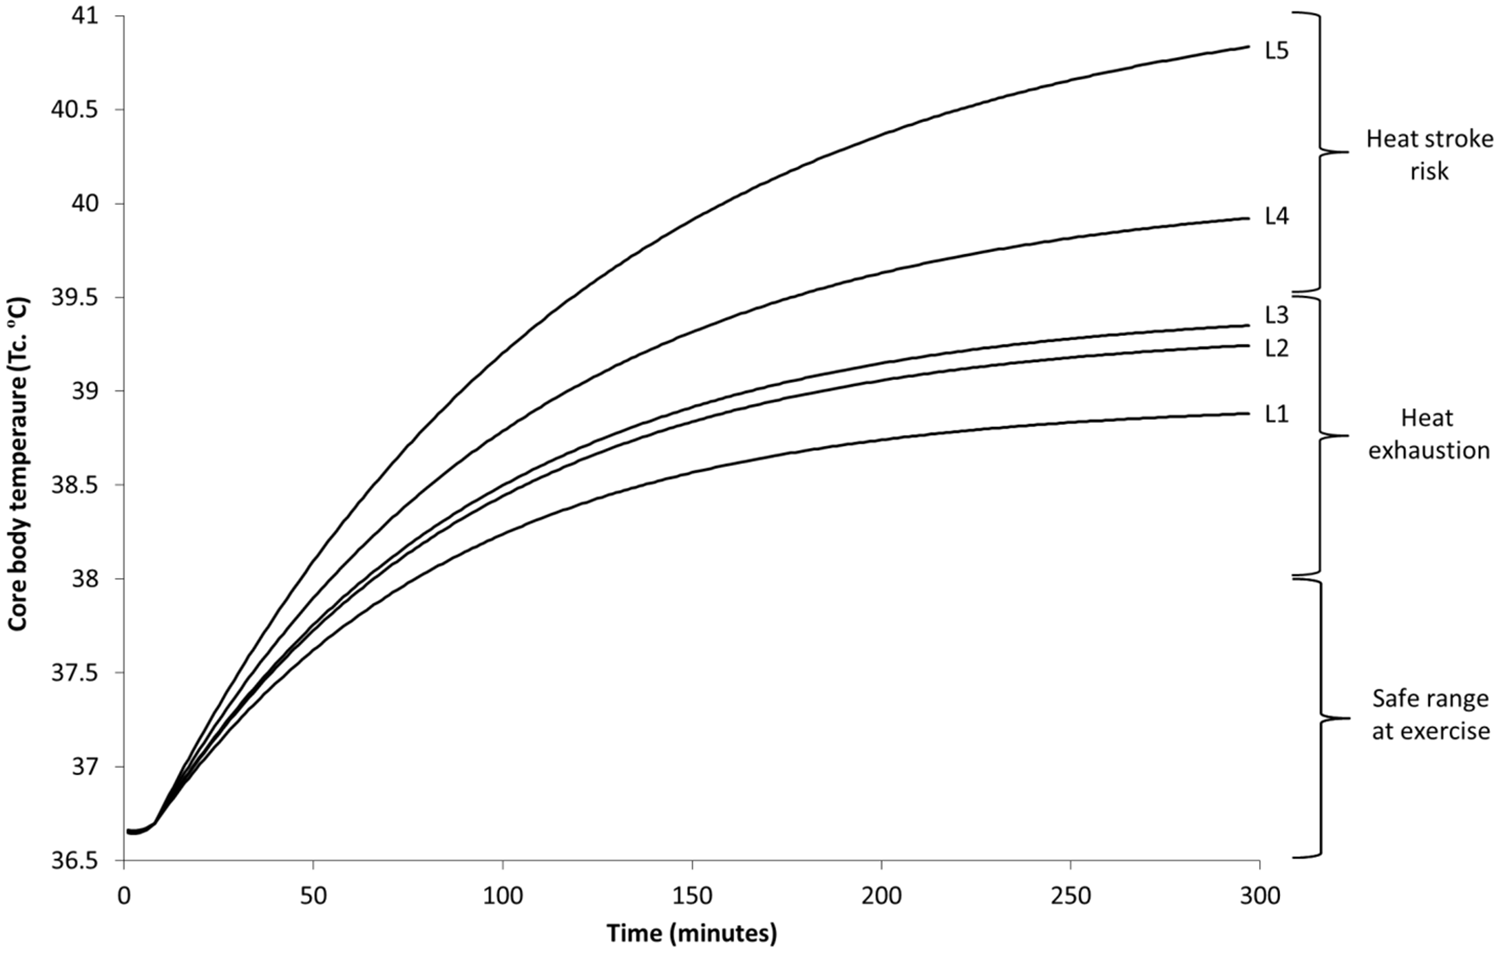 Core body temperaure (Tc. °C)
41
40.5
40
39.5
39
38.5
38
37.5
37
36.5
0 50 100 150 200 250 300
Time (minutes)
L5
L4
L3
L2
L1
Heat stroke
risk
Heat
exhaustion
Safe range
at exercise